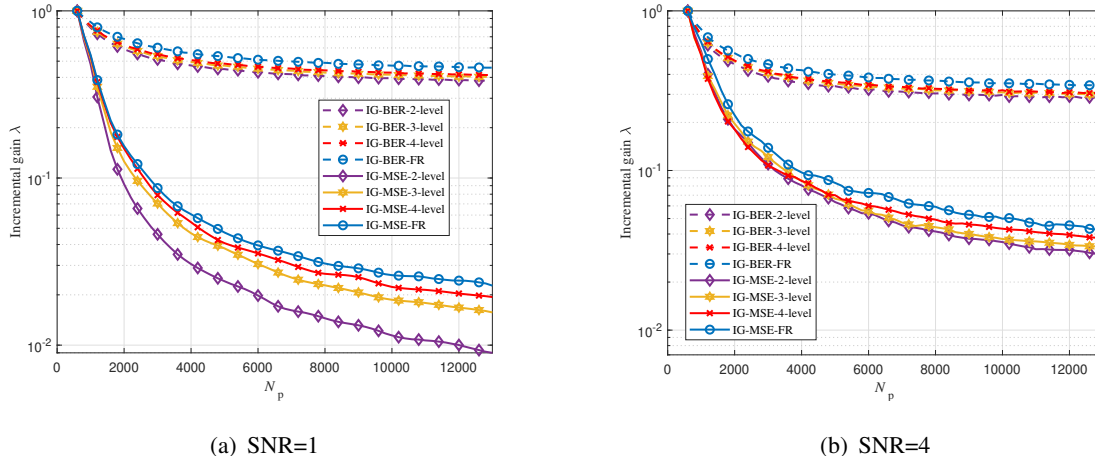 10^0
10^-1
10^-2
Incremental gain λ
0 2000 4000 6000 8000 10000 12000
N_p
IG-BER-2-level
IG-BER-3-level
IG-BER-4-level
IG-BER-FR
IG-MSE-2-level
IG-MSE-3-level
IG-MSE-4-level
IG-MSE-FR
(a) SNR=1
10^0
10^-1
10^-2
Incremental gain λ
0 2000 4000 6000 8000 10000 12000
N_p
IG-BER-2-level
IG-BER-3-level
IG-BER-4-level
IG-BER-FR
IG-MSE-2-level
IG-MSE-3-level
IG-MSE-4-level
IG-MSE-FR
(b) SNR=4